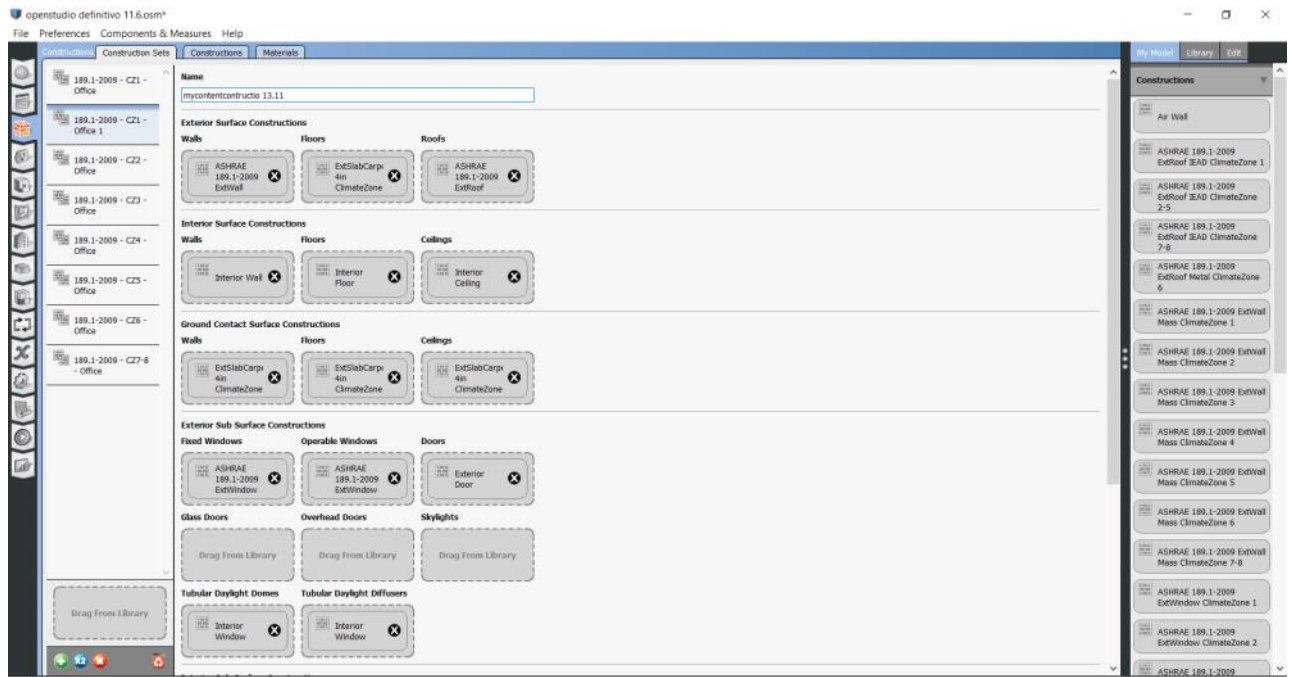 openstudio definitivo 11.6.osm*
File Preferences Components & Measures Help
Constructions Construction Sets Constructions Materials
My Model Library Edit
189.1-2009 - CZ1 -
Office
189.1-2009 - CZ1 -
Office 1
189.1-2009 - CZ2 -
Office
189.1-2009 - CZ3 -
Office
189.1-2009 - CZ4 -
Office
189.1-2009 - CZ5 -
Office
189.1-2009 - CZ6 -
Office
189.1-2009 - CZ7-8
- Office
Drag From Library
X2
Name
mycontentcontructio 13.11
Exterior Surface Constructions
Walls Floors Roofs
ASHRAE
189.1-2009
ExtWall
ExtSlabCarp
4in
ClimateZone
ASHRAE
189.1-2009
ExtRoof
Interior Surface Constructions
Walls Floors Ceilings
Interior Wall
Interior
Floor
Interior
Ceiling
Ground Contact Surface Constructions
Walls Floors Ceilings
ExtSlabCarp
4in
ClimateZone
ExtSlabCarp
4in
ClimateZone
ExtSlabCarp
4in
ClimateZone
Exterior Sub Surface Constructions
Fixed Windows Operable Windows Doors
ASHRAE
189.1-2009
ExtWindow
ASHRAE
189.1-2009
ExtWindow
Exterior
Door
Glass Doors Overhead Doors Skylights
Drag From Library Drag From Library Drag From Library
Tubular Daylight Domes Tubular Daylight Diffusers
Interior
Window
Interior
Window
Constructions
Air Wall
ASHRAE 189.1-2009
ExtRoof IEAD ClimateZone 1
ASHRAE 189.1-2009
ExtRoof IEAD ClimateZone
2-5
ASHRAE 189.1-2009
ExtRoof IEAD ClimateZone
7-8
ASHRAE 189.1-2009
ExtRoof Metal ClimateZone
6
ASHRAE 189.1-2009 ExtWall
Mass ClimateZone 1
ASHRAE 189.1-2009 ExtWall
Mass ClimateZone 2
ASHRAE 189.1-2009 ExtWall
Mass ClimateZone 3
ASHRAE 189.1-2009 ExtWall
Mass ClimateZone 4
ASHRAE 189.1-2009 ExtWall
Mass ClimateZone 5
ASHRAE 189.1-2009 ExtWall
Mass ClimateZone 6
ASHRAE 189.1-2009 ExtWall
Mass ClimateZone 7-8
ASHRAE 189.1-2009
ExtWindow ClimateZone 1
ASHRAE 189.1-2009
ExtWindow ClimateZone 2
ASHRAE 189.1-2009